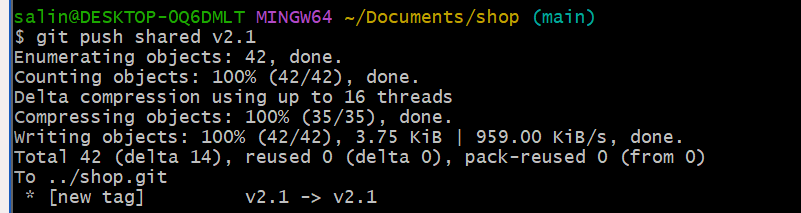 salin@DESKTOP-OQ6DMLT MINGW64 ~/Documents/shop (main)
$ git push shared v2.1
Enumerating objects: 42, done.
Counting objects: 100% (42/42), done.
Delta compression using up to 16 threads
Compressing objects: 100% (35/35), done.
Writing objects: 100% (42/42), 3.75 KiB | 959.00 KiB/s, done.
Total 42 (delta 14), reused 0 (delta 0), pack-reused 0 (from 0)
To ../shop.git
 * [new tag]         v2.1 -> v2.1